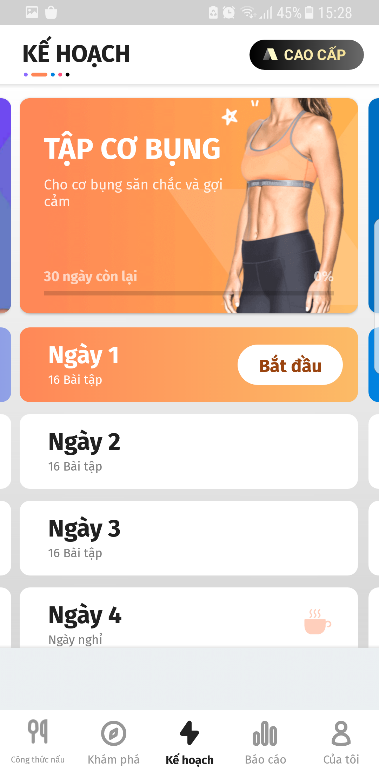 45% 15:28
KẾ HOẠCH
CAO CẤP
TẬP CƠ BỤNG
Cho cơ bụng săn chắc và gợi
cảm
30 ngày còn lại 0%
Ngày 1
16 Bài tập
Bắt đầu
Ngày 2
16 Bài tập
Ngày 3
16 Bài tập
Ngày 4
Ngày nghỉ
Công thức nấu Khám phá Kế hoạch Báo cáo Của tôi